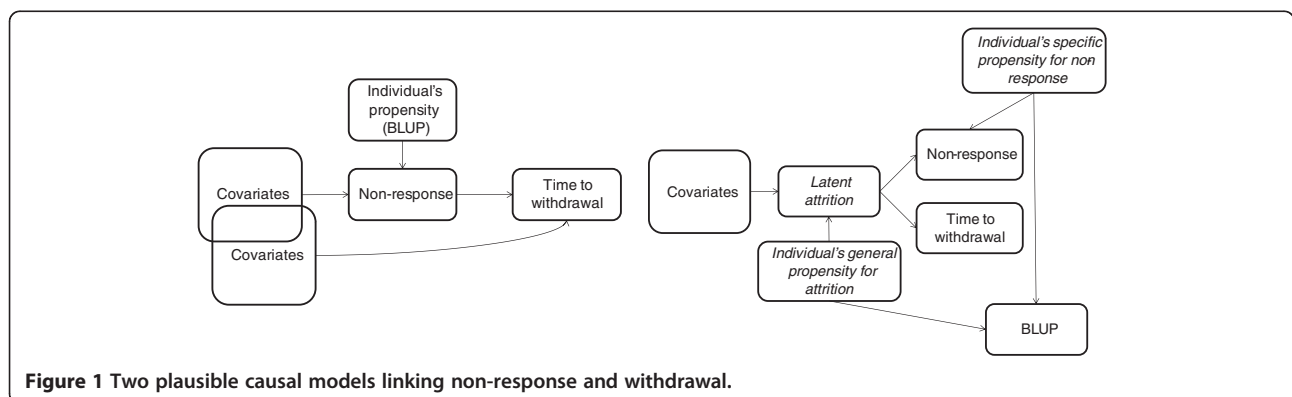 Individual's
propensity
(BLUP)
Covariates
Non-response
Time to
withdrawal
Covariates
Individual's specific
propensity for non
response
Non-response
Covariates
Latent
attrition
Time to
withdrawal
Individual's general
propensity for
attrition
BLUP
Figure 1 Two plausible causal models linking non-response and withdrawal.